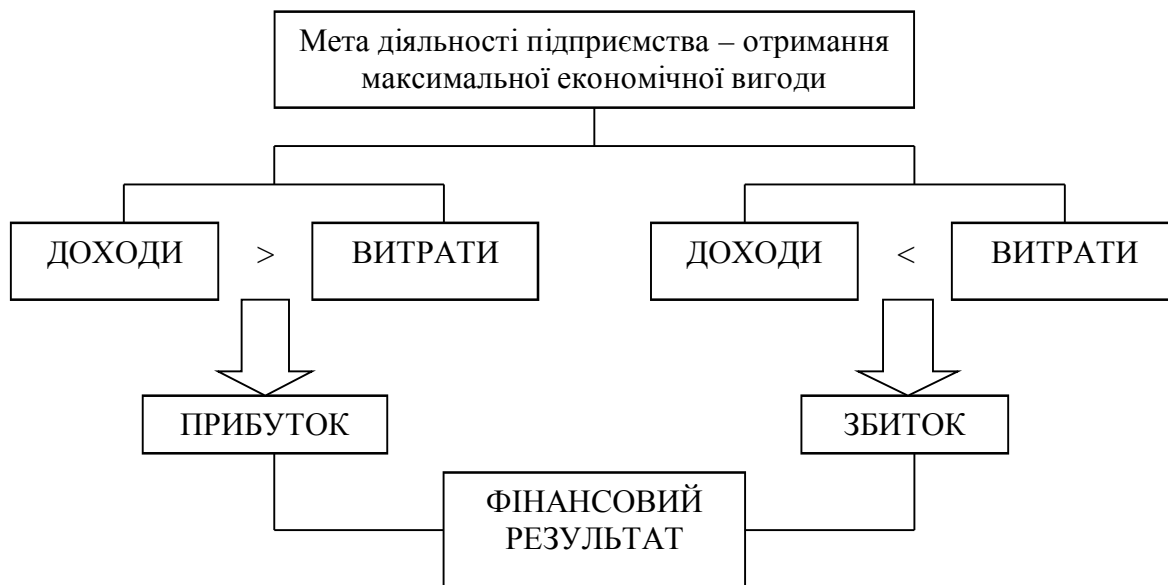 Мета діяльності підприємства – отримання
максимальної економічної вигоди
ДОХОДИ > ВИТРАТИ ДОХОДИ < ВИТРАТИ
ПРИБУТОК ЗБИТОК
ФІНАНСОВИЙ
РЕЗУЛЬТАТ